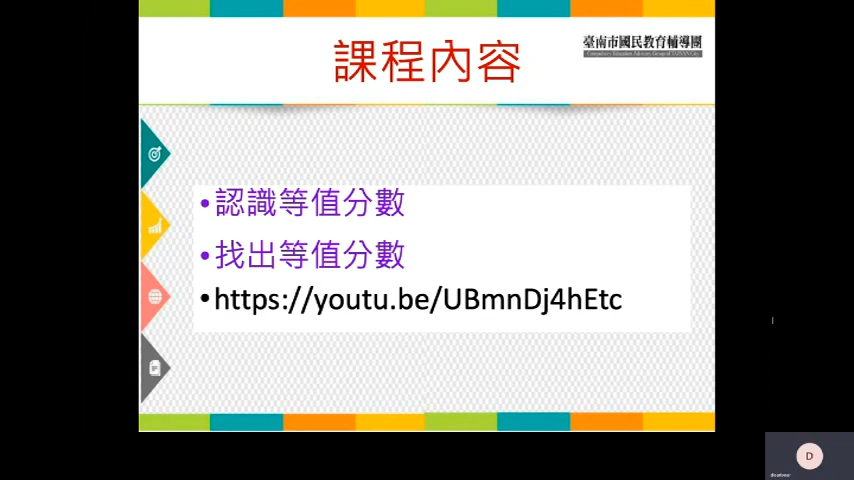 課程內容
臺南市國民教育輔導團
•認識等值分數
•找出等值分數
•https://youtu.be/UBmnDj4hEtc
D